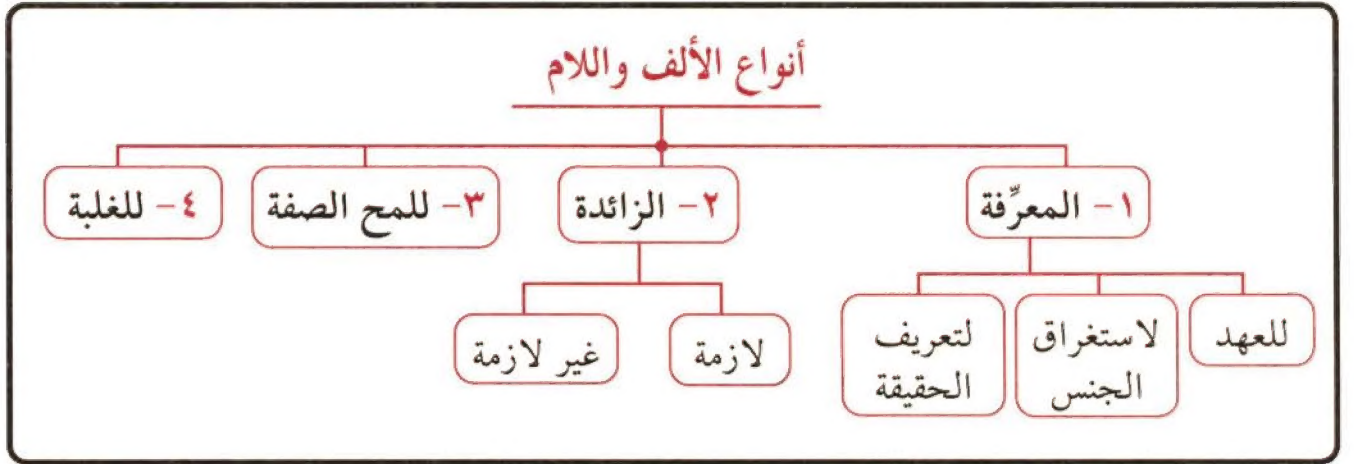 أنواع الألف واللام
١- المعرِّفة
٢- الزائدة
٣- للمح الصفة
٤- للغلبة
للعهد
لاستغراق
الجنس
لتعريف
الحقيقة
لازمة
غير لازمة